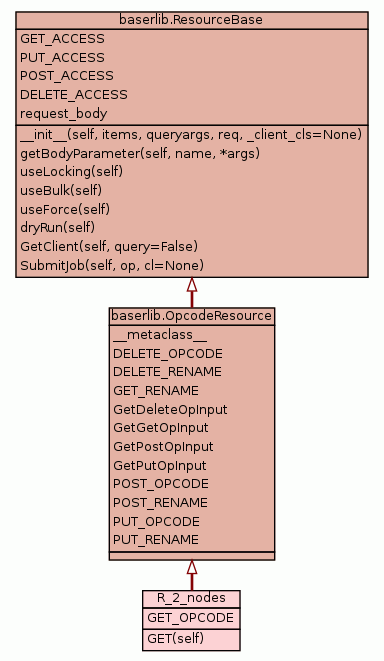 baserlib.ResourceBase
GET_ACCESS
PUT_ACCESS
POST_ACCESS
DELETE_ACCESS
request_body
__init__(self, items, queryargs, req, _client_cls=None)
getBodyParameter(self, name, *args)
useLocking(self)
useBulk(self)
useForce(self)
dryRun(self)
GetClient(self, query=False)
SubmitJob(self, op, cl=None)
baserlib.OpcodeResource
__metaclass__
DELETE_OPCODE
DELETE_RENAME
GET_RENAME
GetDeleteOpInput
GetGetOpInput
GetPostOpInput
GetPutOpInput
POST_OPCODE
POST_RENAME
PUT_OPCODE
PUT_RENAME
R_2_nodes
GET_OPCODE
GET(self)